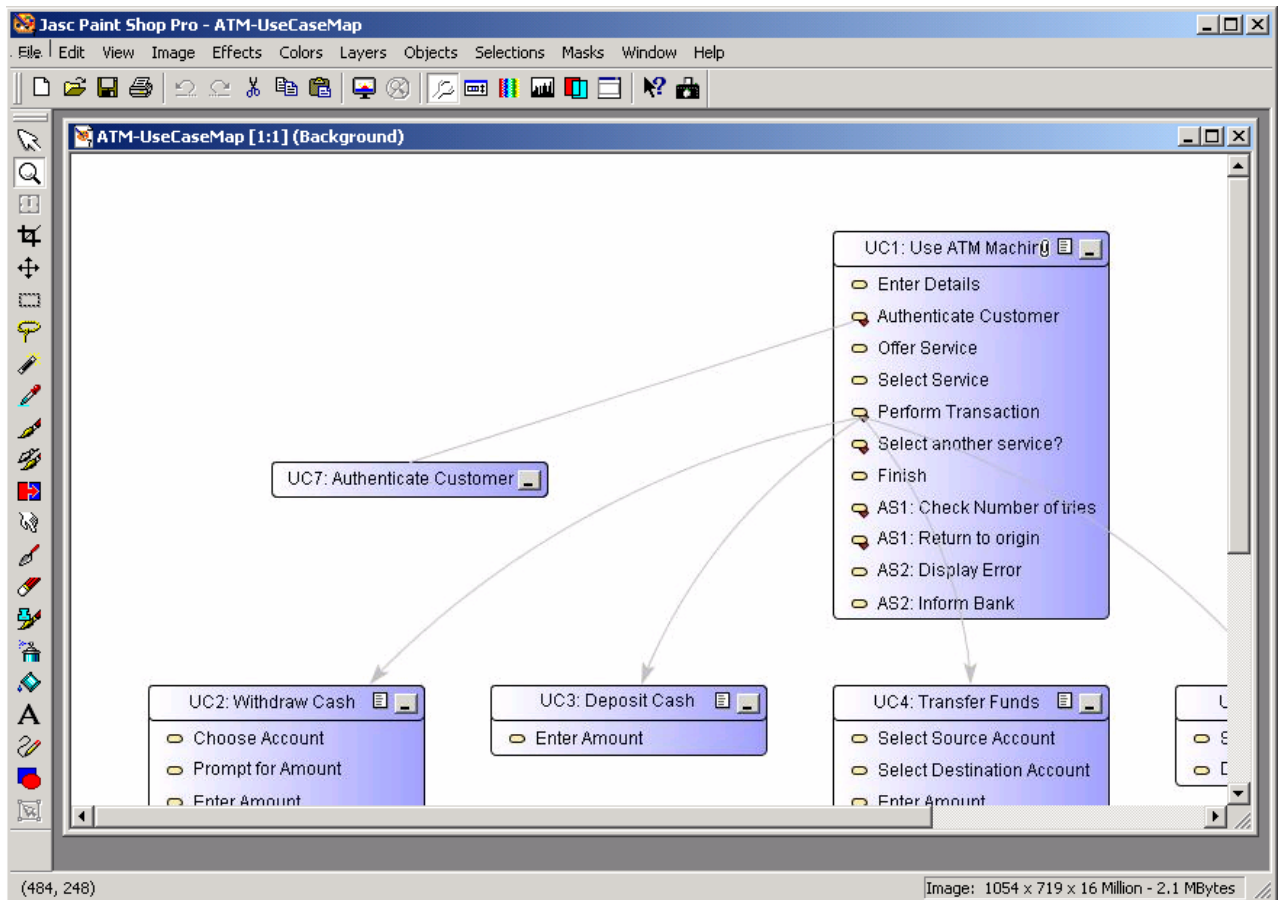 Jasc Paint Shop Pro - ATM-UseCaseMap
File Edit View Image Effects Colors Layers Objects Selections Masks Window Help
ATM-UseCaseMap [1:1] (Background)
UC1: Use ATM Machin
Enter Details
Authenticate Customer
Offer Service
Select Service
Perform Transaction
Select another service?
Finish
AS1: Check Number of tries
AS1: Return to origin
AS2: Display Error
AS2: Inform Bank
UC7: Authenticate Customer
UC2: Withdraw Cash
Choose Account
Prompt for Amount
Enter Amount
UC3: Deposit Cash
Enter Amount
UC4: Transfer Funds
Select Source Account
Select Destination Account
Enter Amount
(484, 248)
Image: 1054 x 719 x 16 Million - 2.1 MBytes